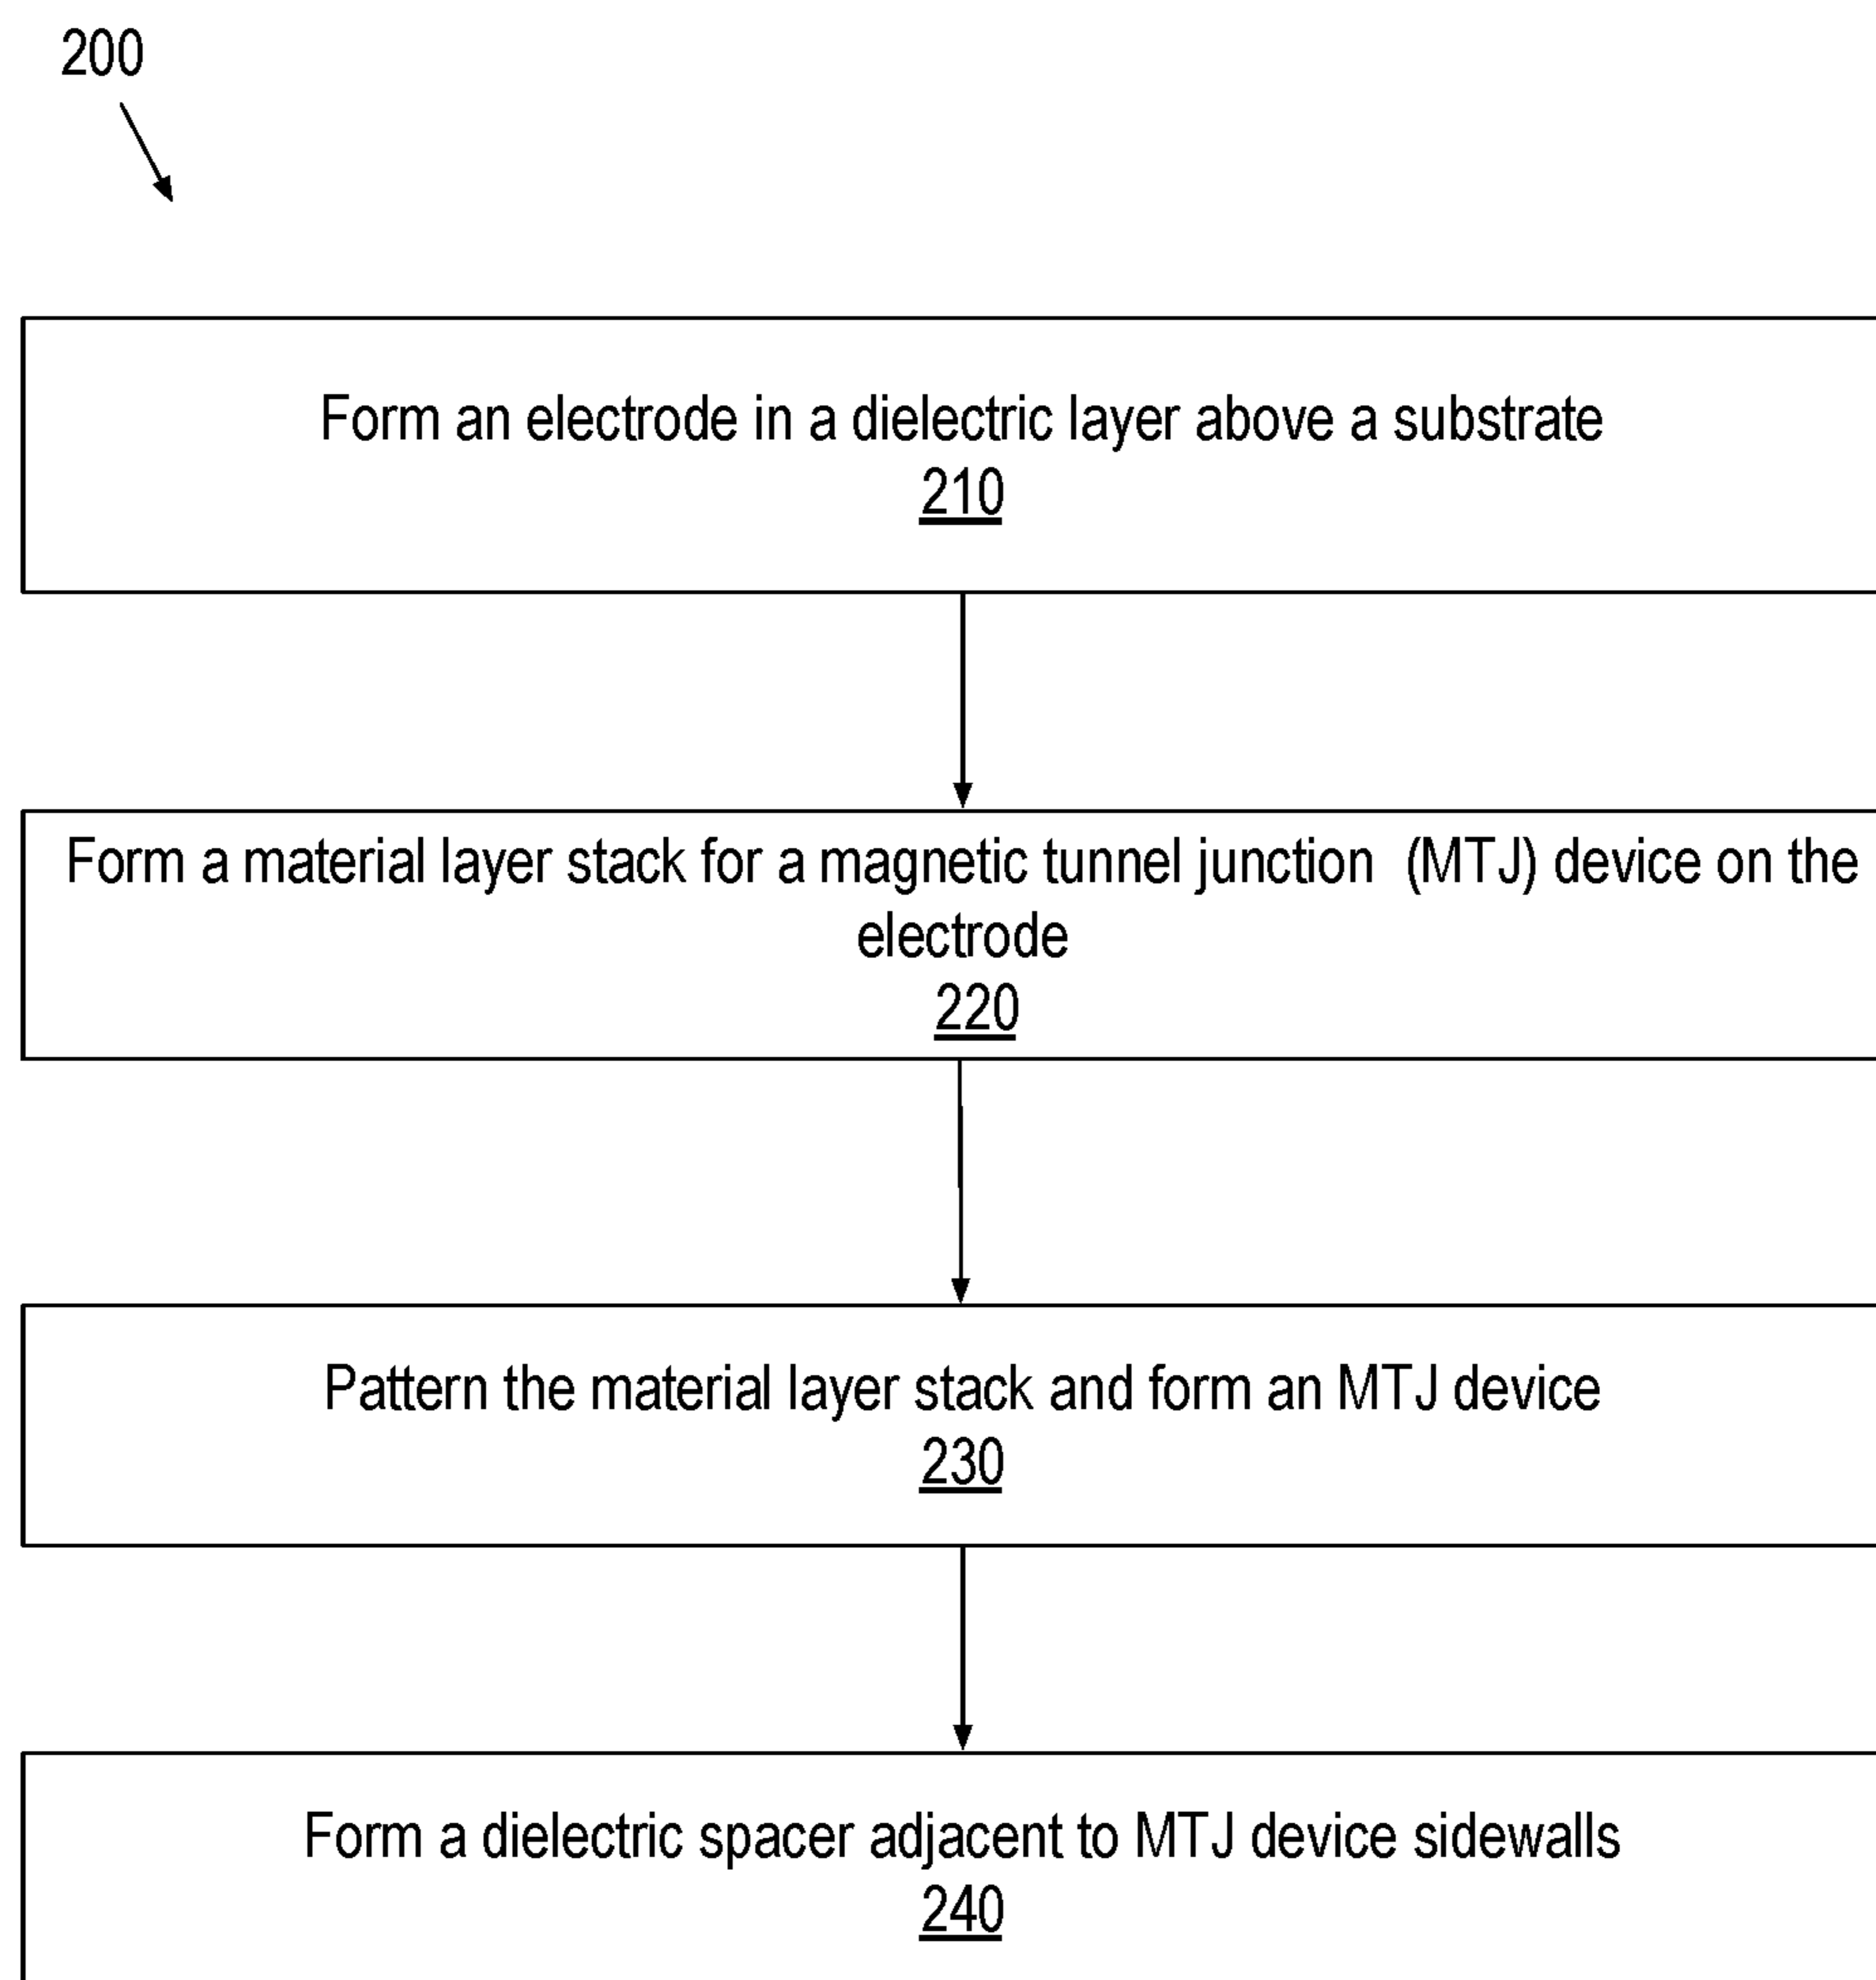 200
Form an electrode in a dielectric layer above a substrate
210
Form a material layer stack for a magnetic tunnel junction (MTJ) device on the
electrode
220
Pattern the material layer stack and form an MTJ device
230
Form a dielectric spacer adjacent to MTJ device sidewalls
240